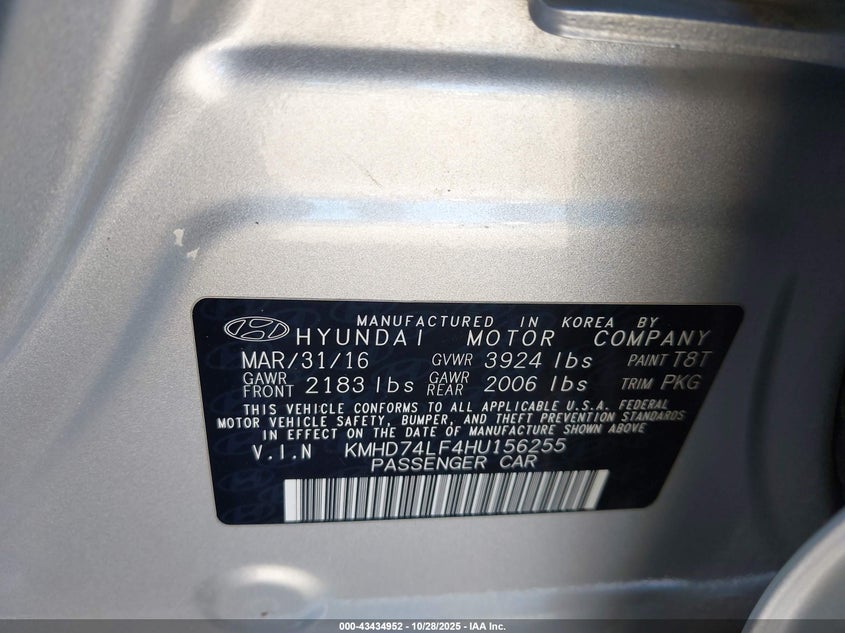 MANUFACTURED IN KOREA BY
HYUNDAI MOTOR COMPANY
MAR/31/16 GVWR 3924 lbs PAINT T8T
GAWR FRONT 2183 lbs GAWR REAR 2006 lbs TRIM PKG
THIS VEHICLE CONFORMS TO ALL APPLICABLE U.S.A. FEDERAL
MOTOR VEHICLE SAFETY, BUMPER, AND THEFT PREVENTION STANDARDS
IN EFFECT ON THE DATE OF MANUFACTURE SHOWN ABOVE
V.I.N KMHD74LF4HU156255
PASSENGER CAR
000-43434952 - 10/28/2025 - IAA Inc.